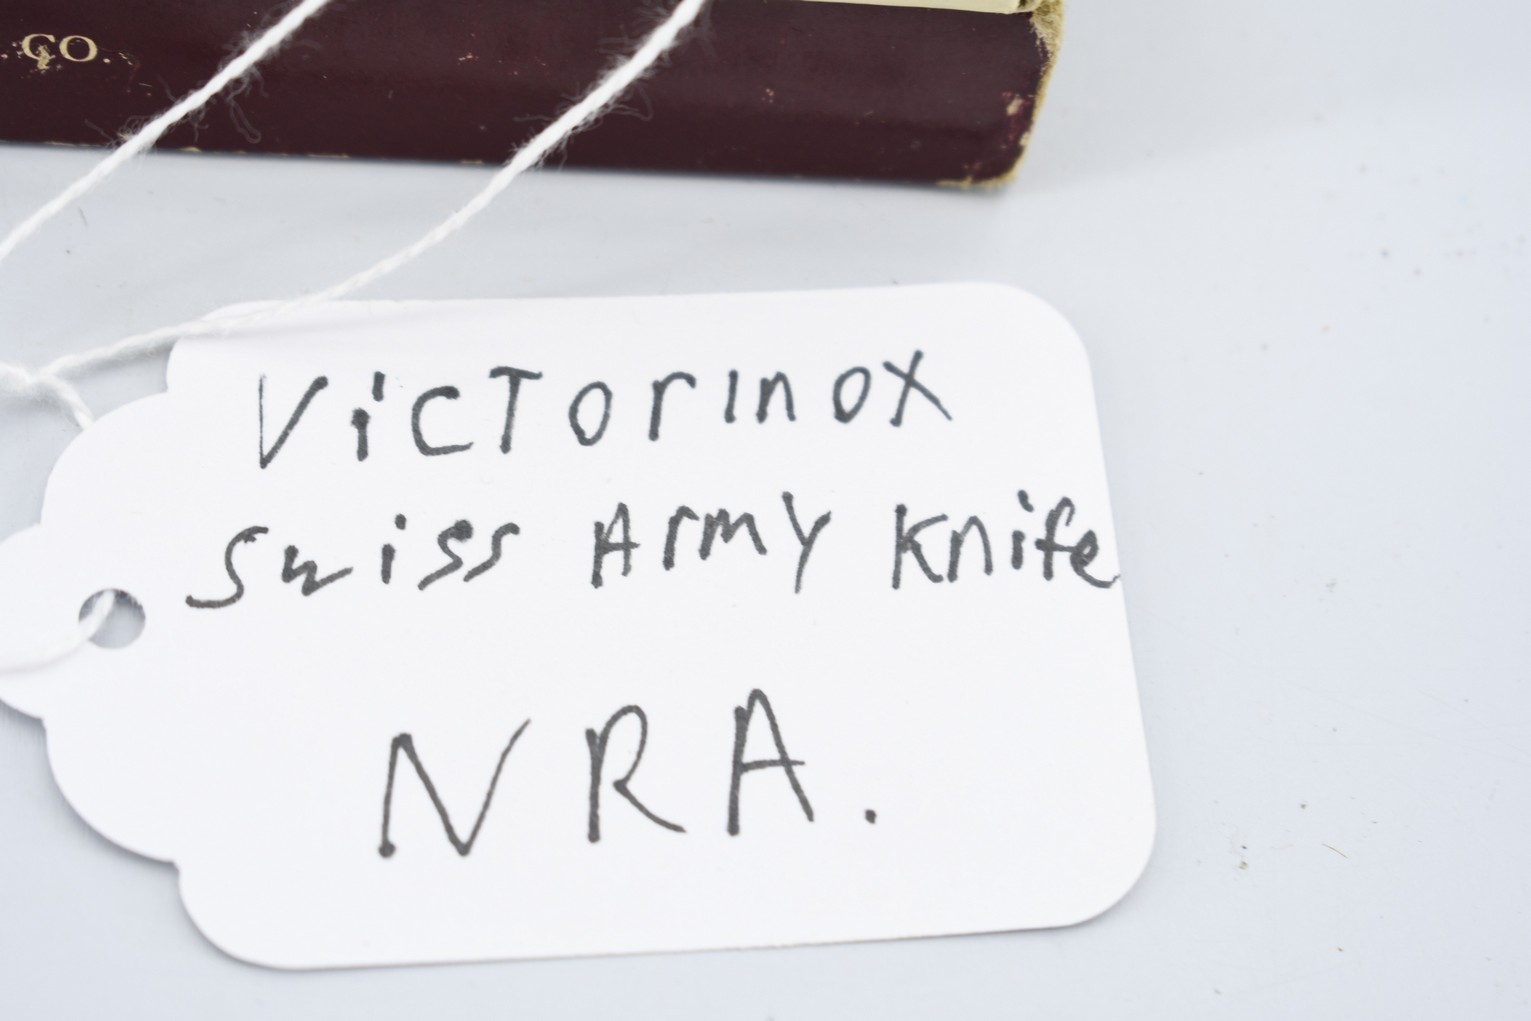 . CO.
VicTorinox
Swiss Army Knife
NRA.